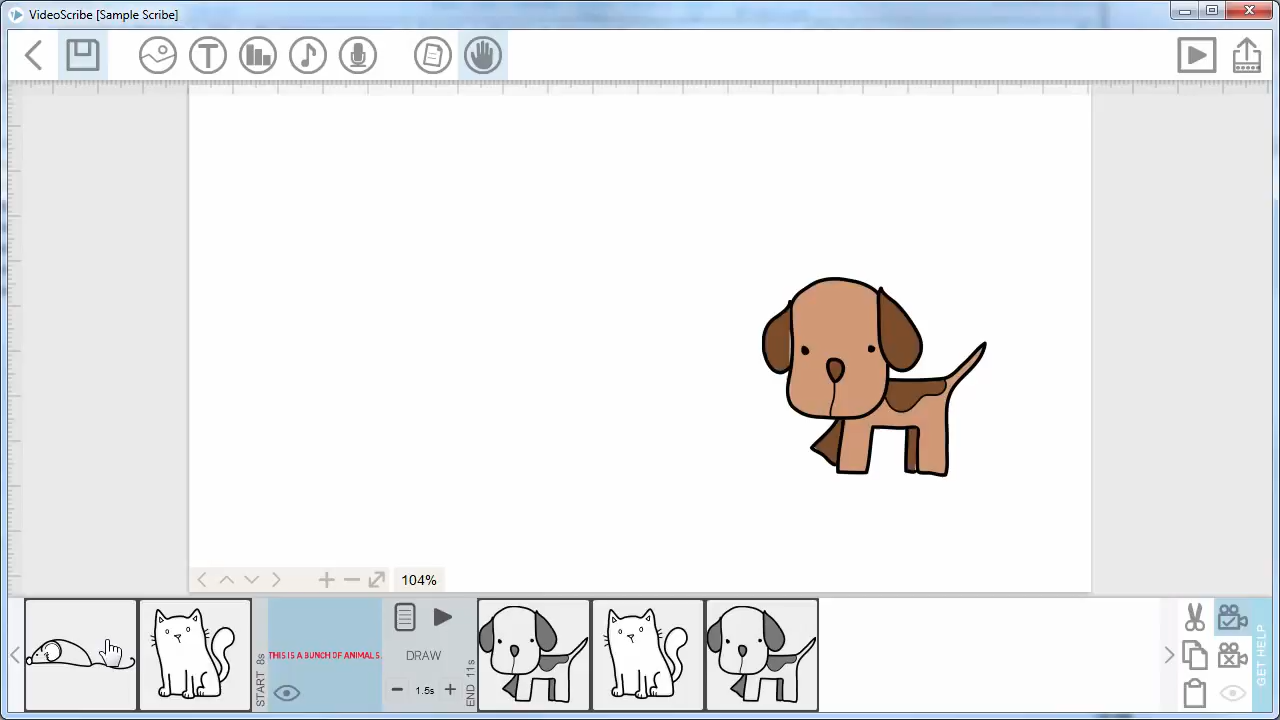 VideoScribe [Sample Scribe]
T
104%
START 8s
THIS IS A BUNCH OF ANIMALS.
DRAW
1.5s
END 11s
GET HELP